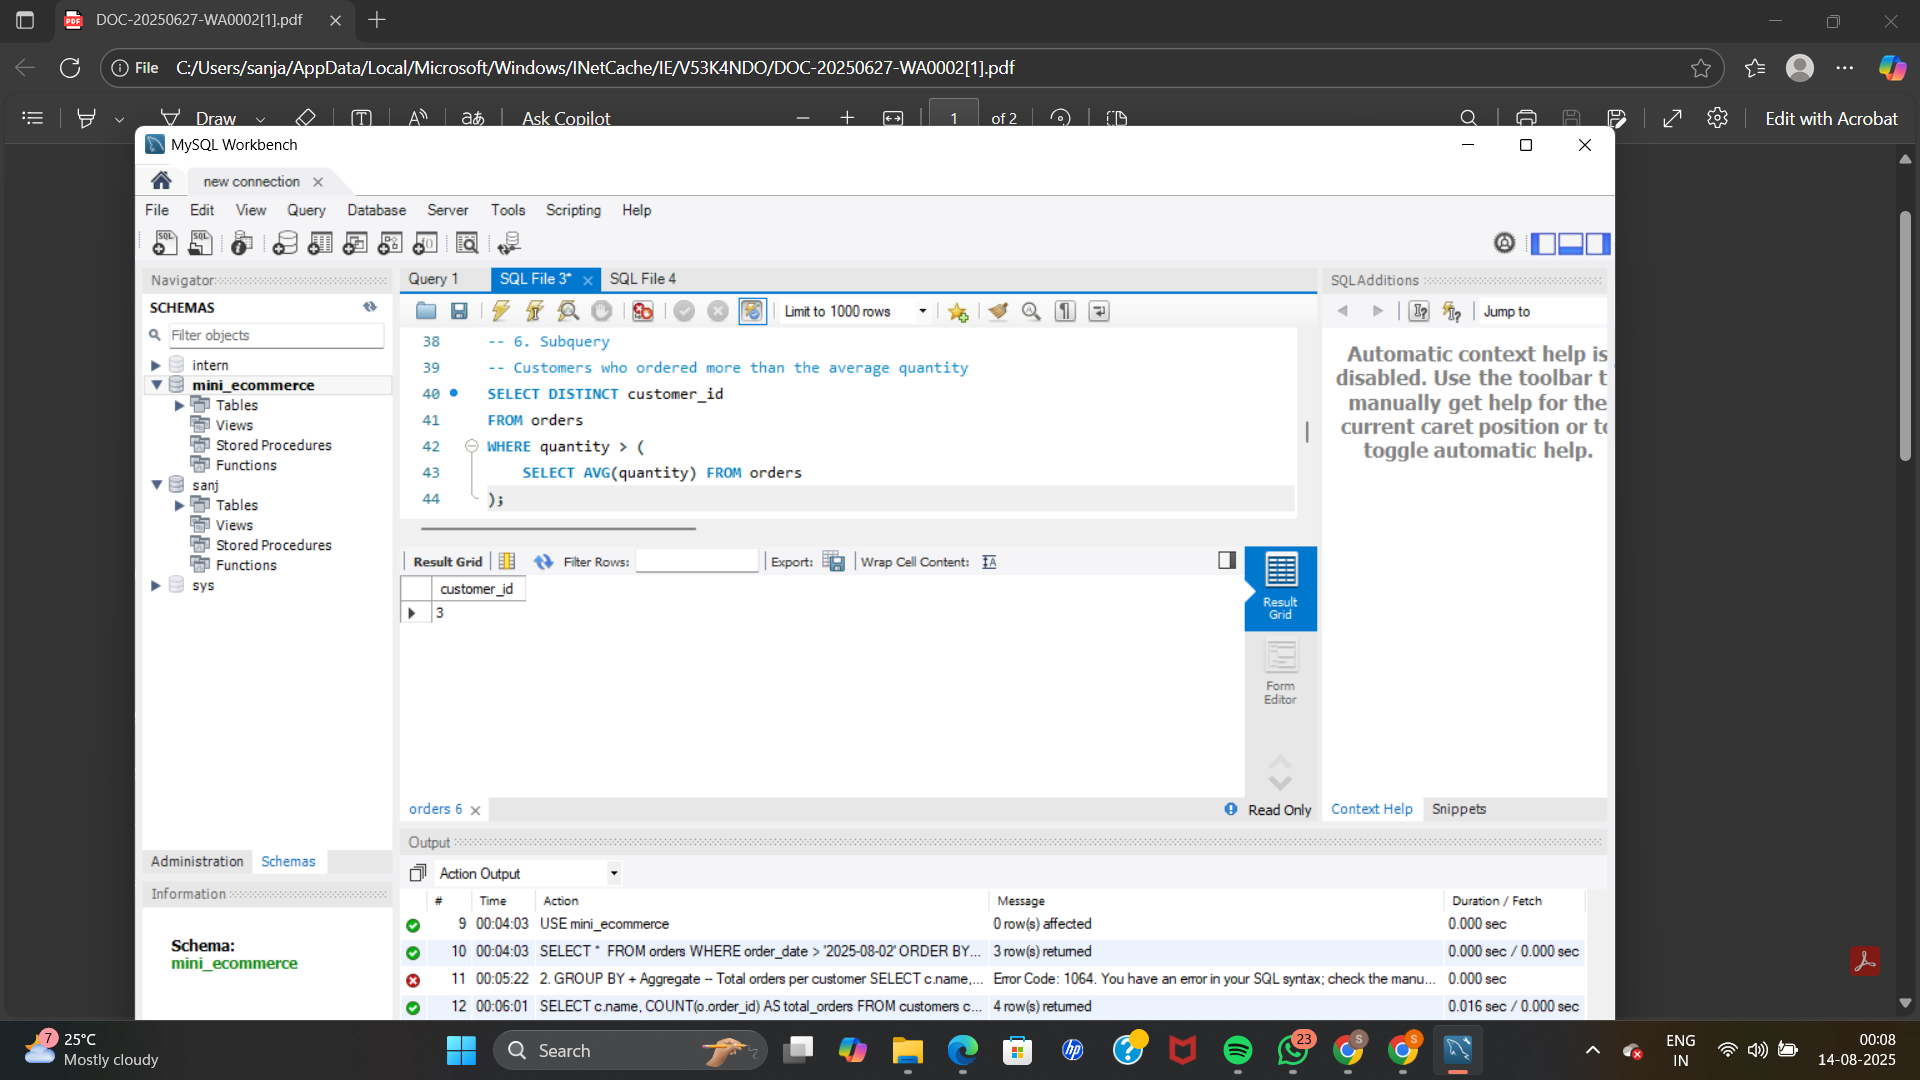 DOC-20250627-WA0002[1].pdf
File C:/Users/sanja/AppData/Local/Microsoft/Windows/INetCache/IE/V53K4NDO/DOC-20250627-WA0002[1].pdf
Draw Ask Copilot 1 of 2 Edit with Acrobat
MySQL Workbench
new connection
File Edit View Query Database Server Tools Scripting Help
Navigator
SCHEMAS
Filter objects
intern
mini_ecommerce
Tables
Views
Stored Procedures
Functions
sanj
Tables
Views
Stored Procedures
Functions
sys
Administration Schemas
Information
Schema:
mini_ecommerce
Query 1 SQL File 3* SQL File 4
Limit to 1000 rows
38 -- 6. Subquery
39 -- Customers who ordered more than the average quantity
40 SELECT DISTINCT customer_id
41 FROM orders
42 WHERE quantity > (
43 SELECT AVG(quantity) FROM orders
44 );
Result Grid Filter Rows: Export: Wrap Cell Content:
customer_id
3
Result
Grid
Form
Editor
orders 6 Read Only
SQLAdditions
Jump to
Automatic context help is
disabled. Use the toolbar t
manually get help for the
current caret position or to
toggle automatic help.
Context Help Snippets
Output
Action Output
# Time Action Message Duration / Fetch
9 00:04:03 USE mini_ecommerce 0 row(s) affected 0.000 sec
10 00:04:03 SELECT * FROM orders WHERE order_date > '2025-08-02' ORDER BY... 3 row(s) returned 0.000 sec / 0.000 sec
11 00:05:22 2. GROUP BY + Aggregate -- Total orders per customer SELECT c.name,... Error Code: 1064. You have an error in your SQL syntax; check the manu... 0.000 sec
12 00:06:01 SELECT c.name, COUNT(o.order_id) AS total_orders FROM customers c... 4 row(s) returned 0.016 sec / 0.000 sec
7
25°C
Mostly cloudy
Search
23
ENG
IN
00:08
14-08-2025